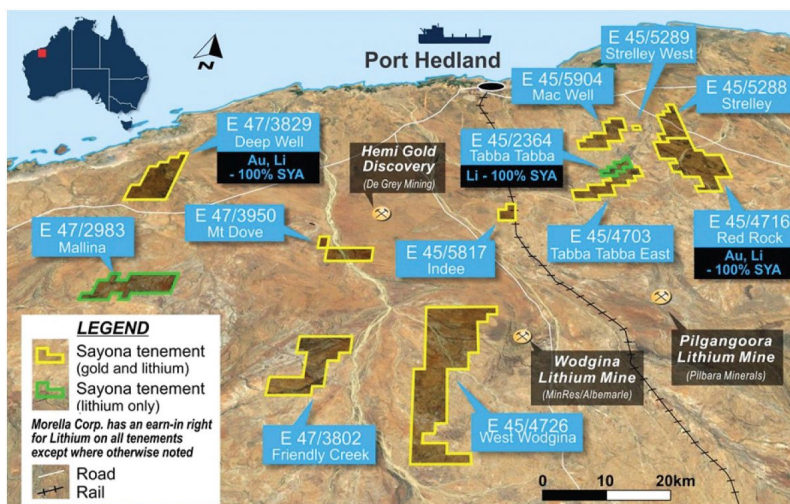 N
Port Hedland
E 45/5289
Strelley West
E 45/5904
Mac Well
E 45/5288
Strelley
E 47/3829
Deep Well
Au, Li
- 100% SYA
Hemi Gold
Discovery
(De Grey Mining)
E 45/2364
Tabba Tabba
Li - 100% SYA
E 47/2983
Mallina
E 47/3950
Mt Dove
E 45/5817
Indee
E 45/4703
Tabba Tabba East
E 45/4716
Red Rock
Au, Li
- 100% SYA
LEGEND
Sayona tenement
(gold and lithium)
Sayona tenement
(lithium only)
Morella Corp. has an earn-in right
for Lithium on all tenements
except where otherwise noted
Road
Rail
E 47/3802
Friendly Creek
E 45/4726
West Wodgina
Wodgina
Lithium Mine
(MinRes/Albemarle)
Pilgangoora
Lithium Mine
(Pilbara Minerals)
0 10 20km